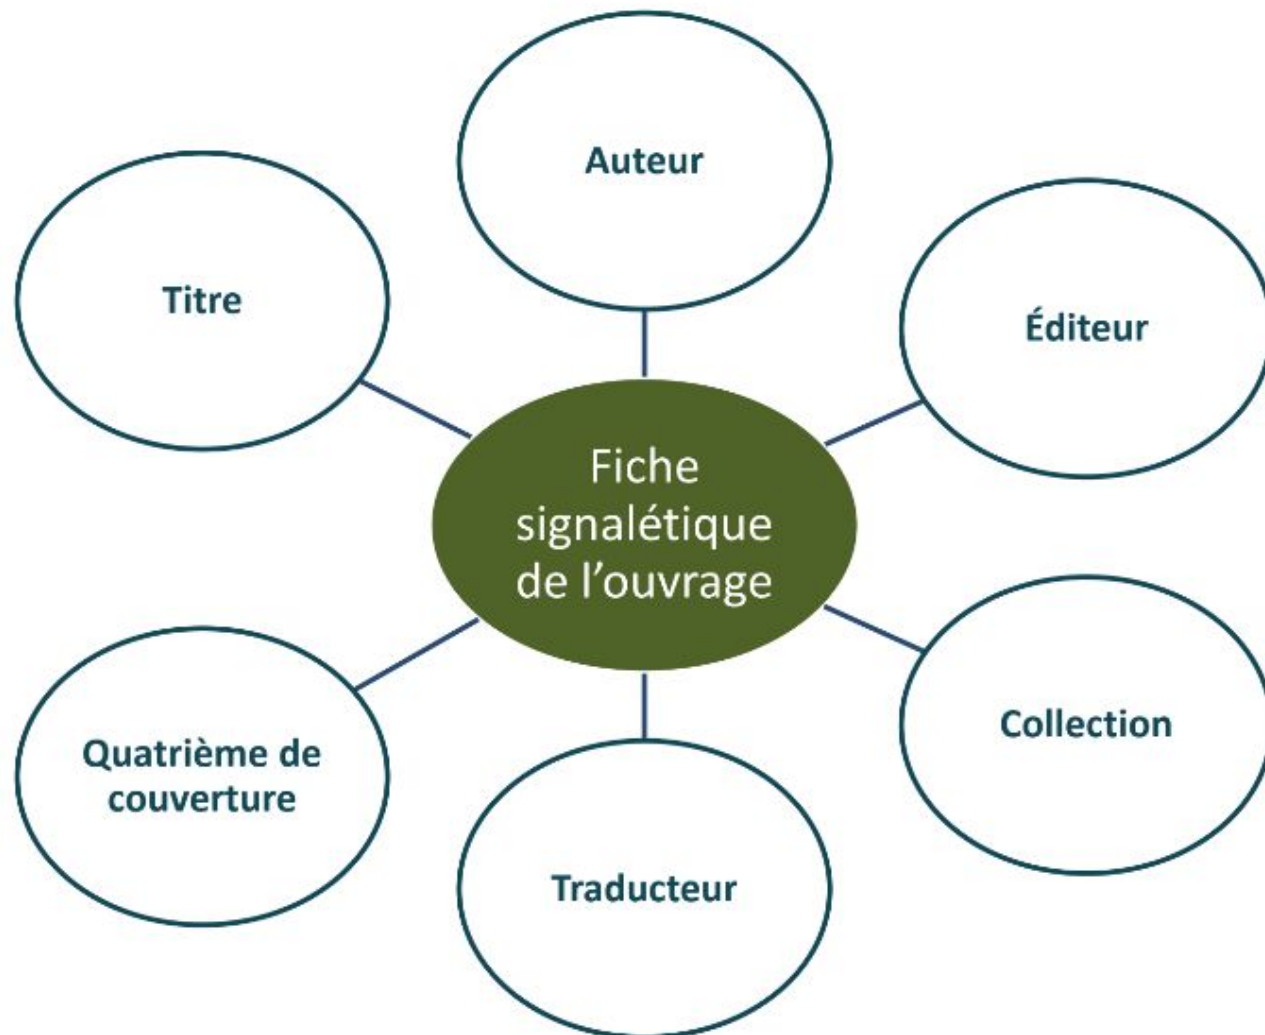 Auteur
Titre
Éditeur
Fiche
signalétique
de l’ouvrage
Collection
Quatrième de
couverture
Traducteur